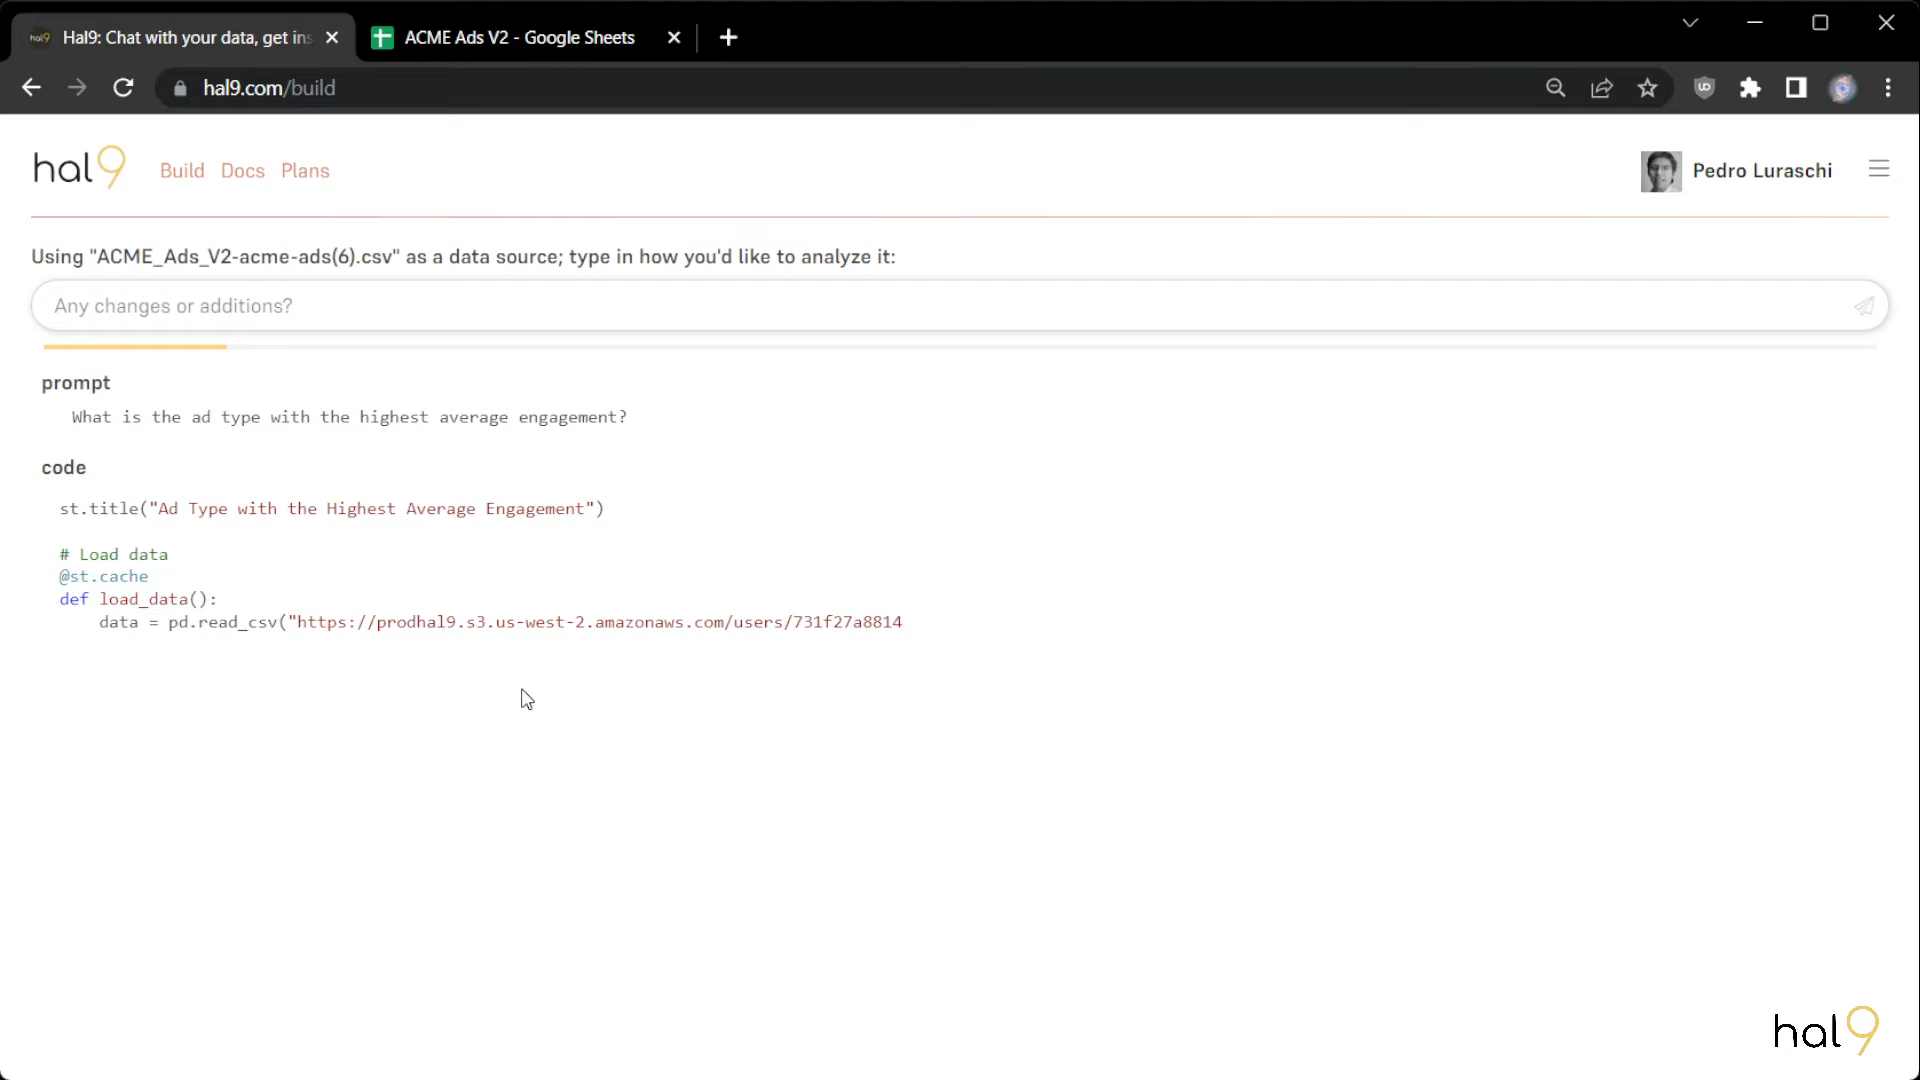 hal9 Hal9: Chat with your data, get ins
ACME Ads V2 - Google Sheets
hal9.com/build
hal9 Build Docs Plans
Pedro Luraschi
Using "ACME_Ads_V2-acme-ads(6).csv" as a data source; type in how you'd like to analyze it:
Any changes or additions?
prompt
What is the ad type with the highest average engagement?
code
st.title("Ad Type with the Highest Average Engagement")
# Load data
@st.cache
def load_data():
data = pd.read_csv("https://prodhal9.s3.us-west-2.amazonaws.com/users/731f27a8814
hal9